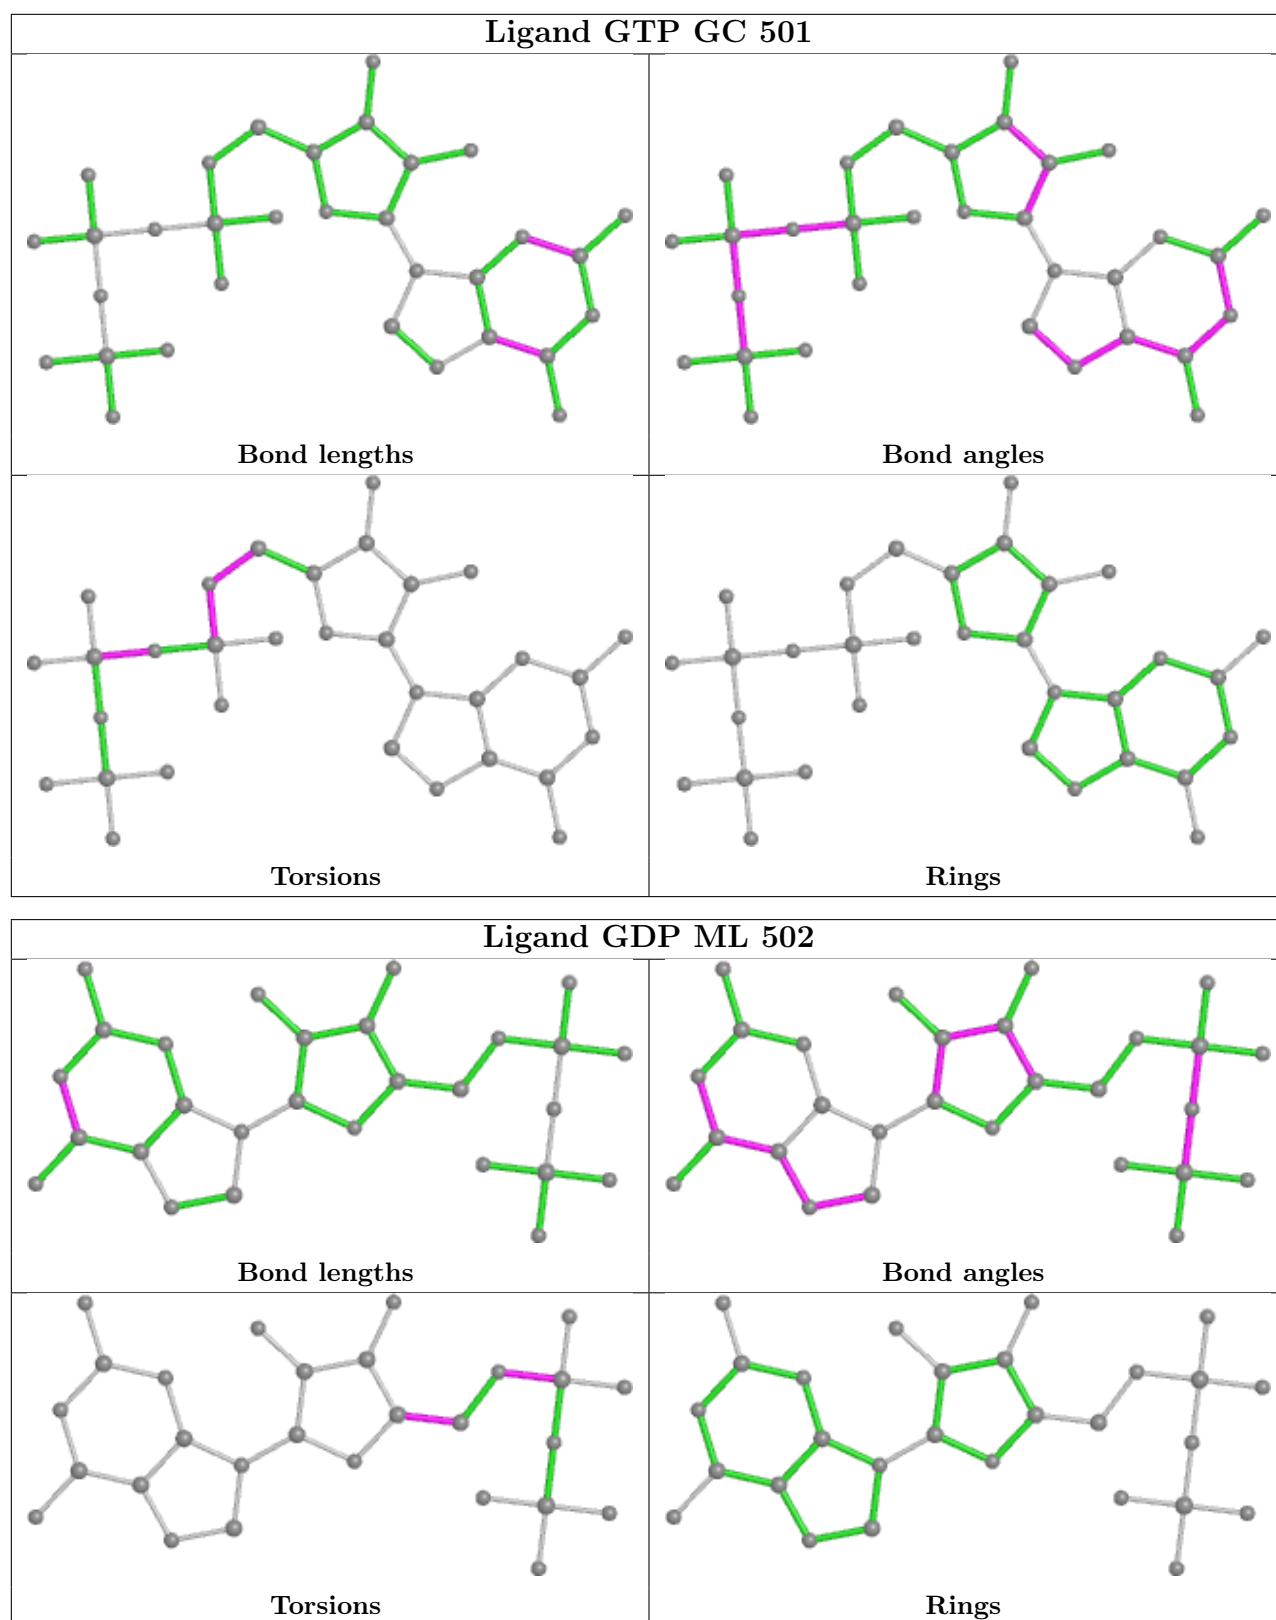 Ligand GTP GC 501
Bond lengths
Bond angles
Torsions
Rings
Ligand GDP ML 502
Bond lengths
Bond angles
Torsions
Rings